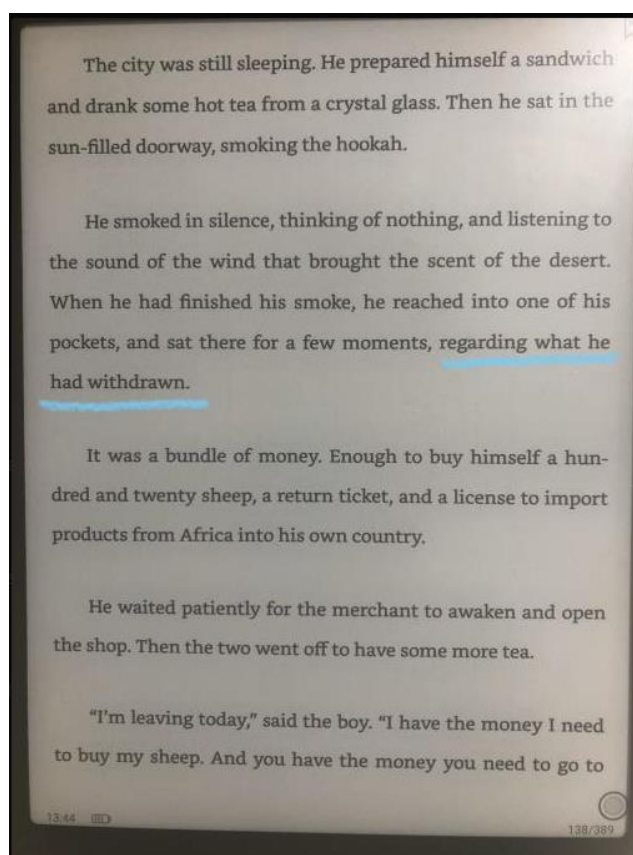 The city was still sleeping. He prepared himself a sandwich
and drank some hot tea from a crystal glass. Then he sat in the
sun-filled doorway, smoking the hookah.
He smoked in silence, thinking of nothing, and listening to
the sound of the wind that brought the scent of the desert.
When he had finished his smoke, he reached into one of his
pockets, and sat there for a few moments, regarding what he
had withdrawn.
It was a bundle of money. Enough to buy himself a hun-
dred and twenty sheep, a return ticket, and a license to import
products from Africa into his own country.
He waited patiently for the merchant to awaken and open
the shop. Then the two went off to have some more tea.
“I’m leaving today,” said the boy. “I have the money I need
to buy my sheep. And you have the money you need to go to
13:44
138/389